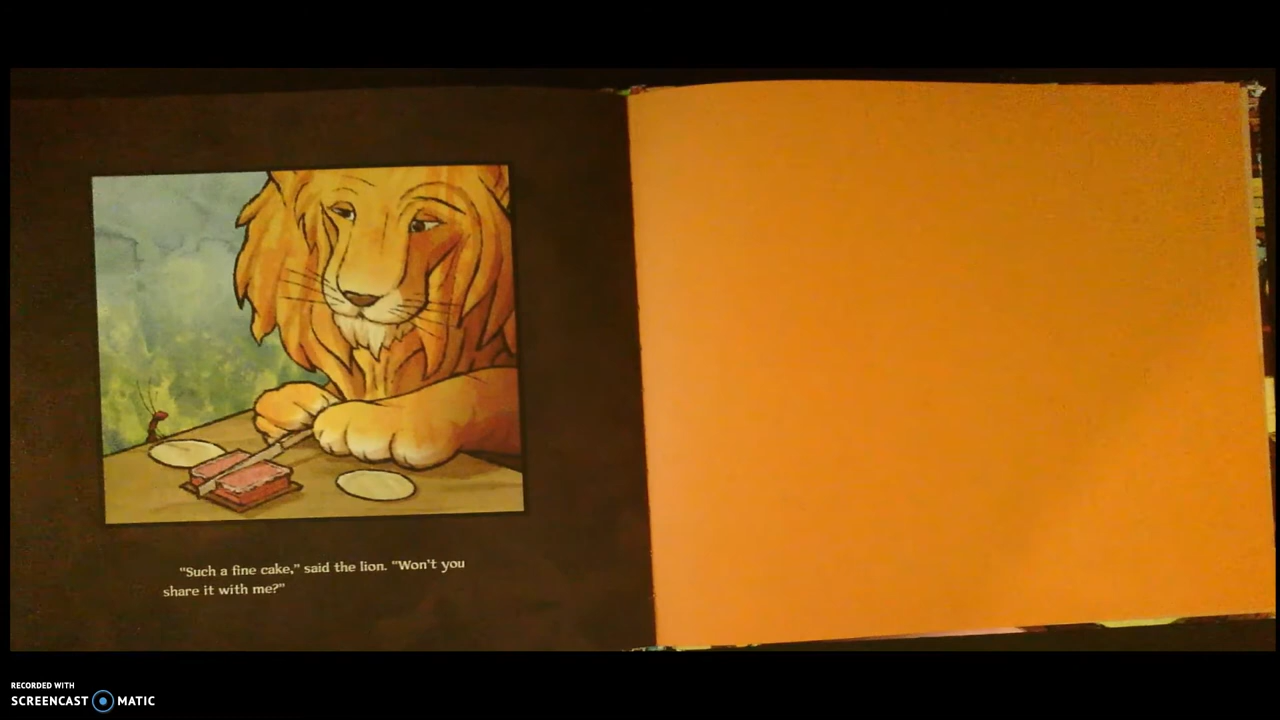 “Such a fine cake,” said the lion. “Won’t you
share it with me?”
RECORDED WITH
SCREENCAST MATIC